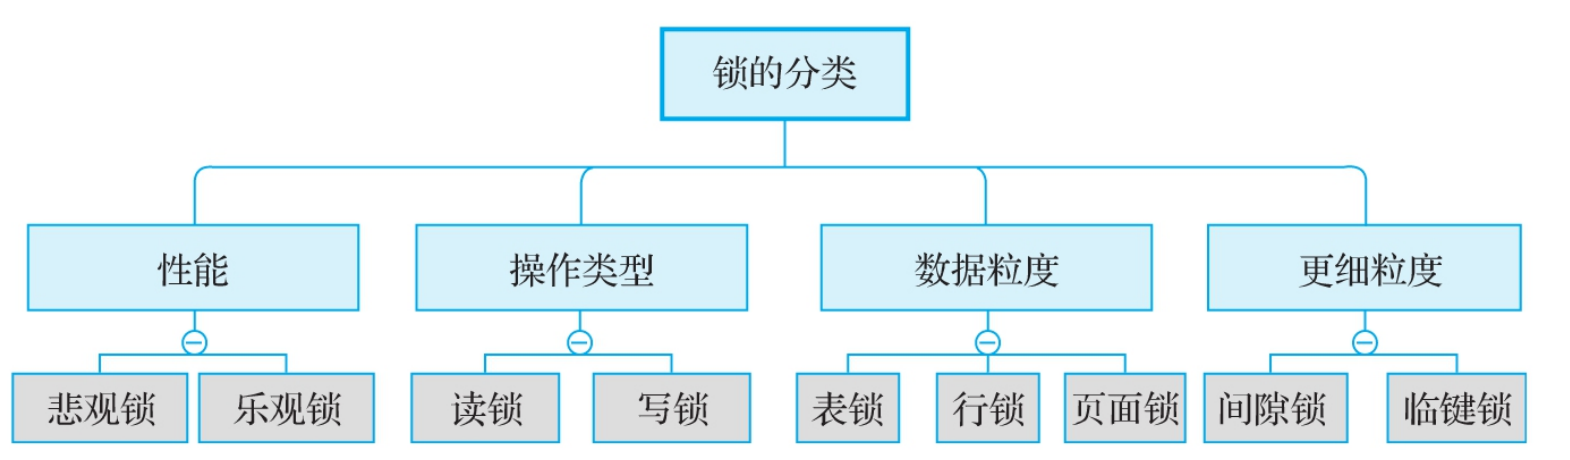 锁的分类
性能
操作类型
数据粒度
更细粒度
悲观锁
乐观锁
读锁
写锁
表锁
行锁
页面锁
间隙锁
临键锁